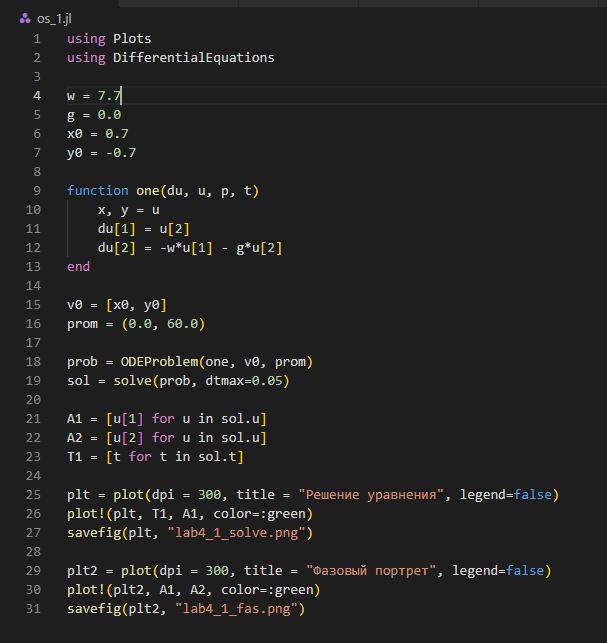 os_1.jl
1 using Plots
2 using DifferentialEquations
3
4 w = 7.7
5 g = 0.0
6 x0 = 0.7
7 y0 = -0.7
8
9 function one(du, u, p, t)
10     x, y = u
11     du[1] = u[2]
12     du[2] = -w*u[1] - g*u[2]
13 end
14
15 v0 = [x0, y0]
16 prom = (0.0, 60.0)
17
18 prob = ODEProblem(one, v0, prom)
19 sol = solve(prob, dtmax=0.05)
20
21 A1 = [u[1] for u in sol.u]
22 A2 = [u[2] for u in sol.u]
23 T1 = [t for t in sol.t]
24
25 plt = plot(dpi = 300, title = "Решение уравнения", legend=false)
26 plot!(plt, T1, A1, color=:green)
27 savefig(plt, "lab4_1_solve.png")
28
29 plt2 = plot(dpi = 300, title = "Фазовый портрет", legend=false)
30 plot!(plt2, A1, A2, color=:green)
31 savefig(plt2, "lab4_1_fas.png")